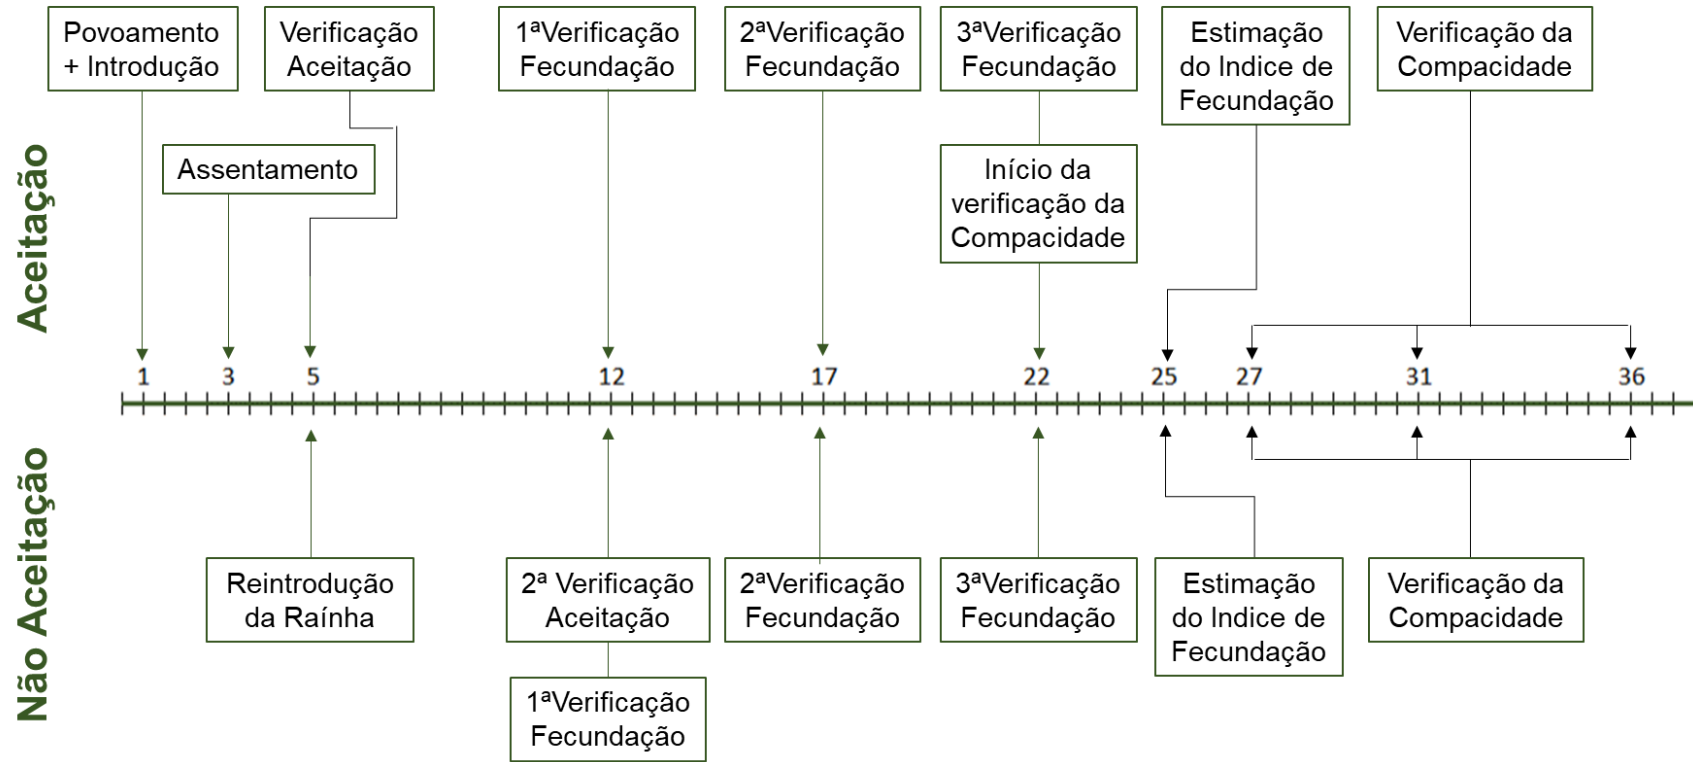 Povoamento
+ Introdução
Verificação
Aceitação
1ªVerificação
Fecundação
2ªVerificação
Fecundação
3ªVerificação
Fecundação
Estimação
do Indice de
Fecundação
Verificação da
Compacidade
Assentamento
Início da
verificação da
Compacidade
Aceitação
1 3 5 12 17 22 25 27 31 36
Não Aceitação
Reintrodução
da Raínha
2ª Verificação
Aceitação
2ªVerificação
Fecundação
3ªVerificação
Fecundação
Estimação
do Indice de
Fecundação
Verificação da
Compacidade
1ªVerificação
Fecundação